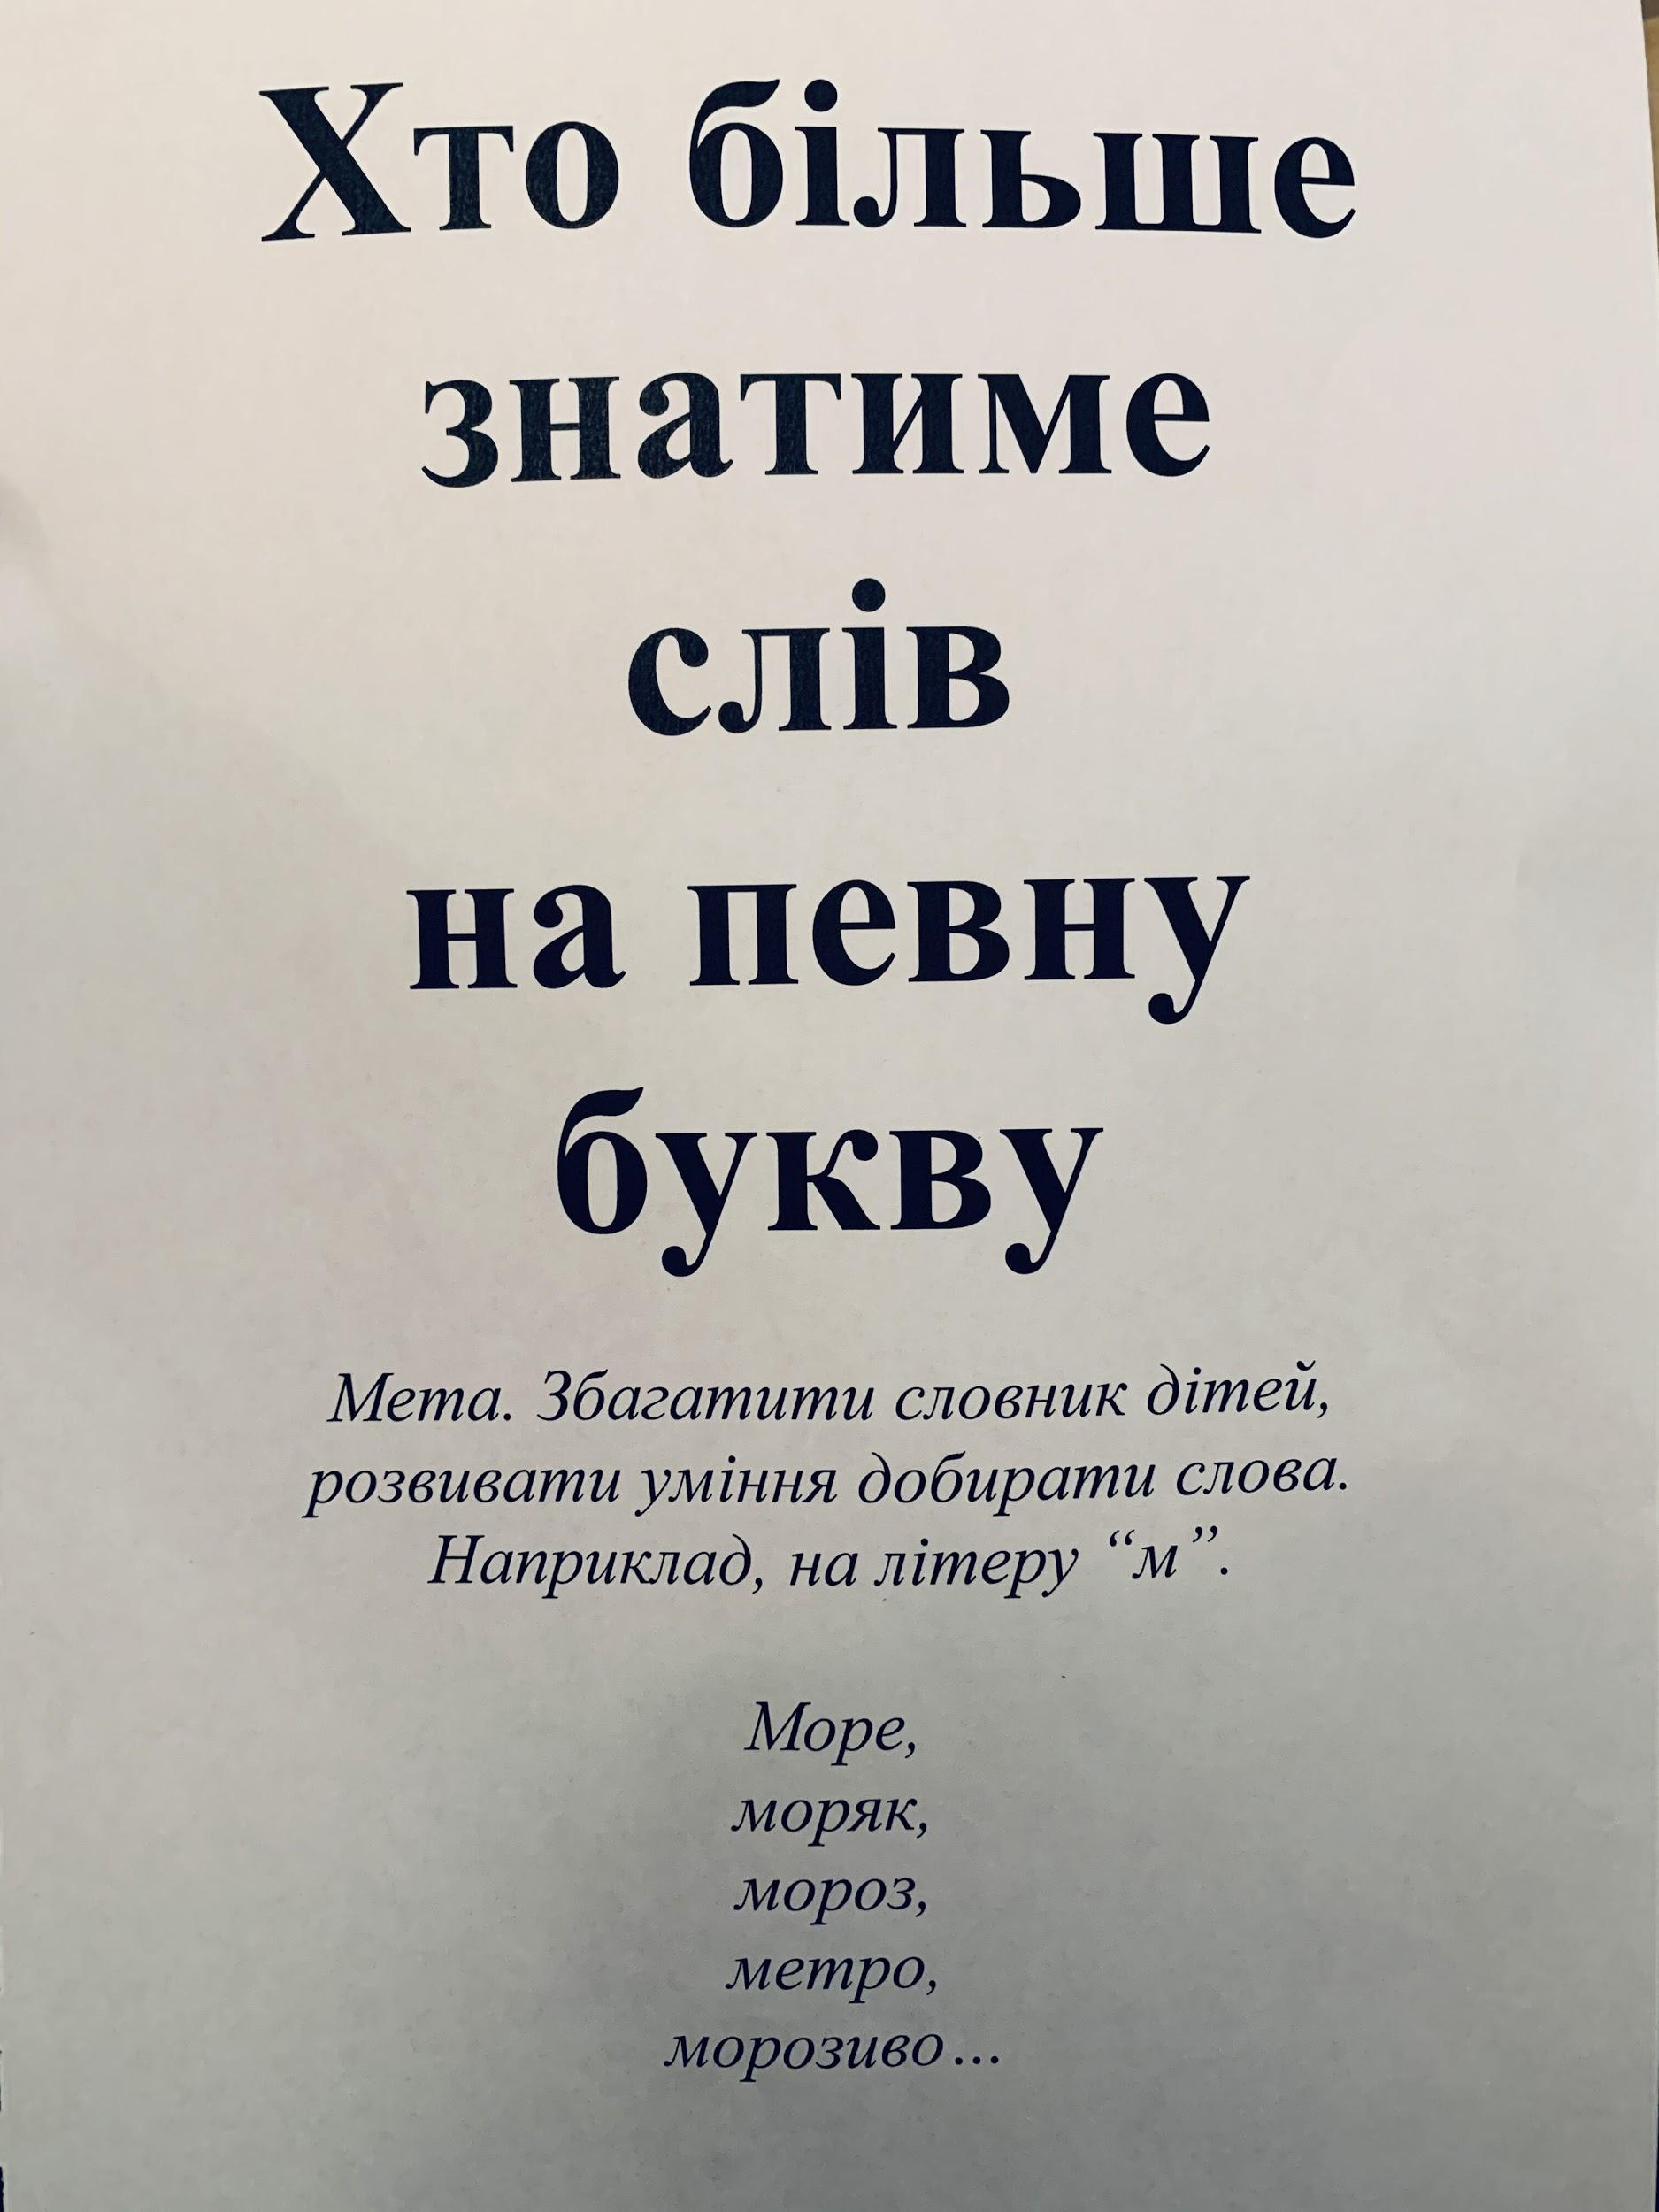 Хто більше
знатиме
слів
на певну
букву
Мета. Збагатити словник дітей,
розвивати уміння добирати слова.
Наприклад, на літеру “м”.
Море,
моряк,
мороз,
метро,
морозиво...